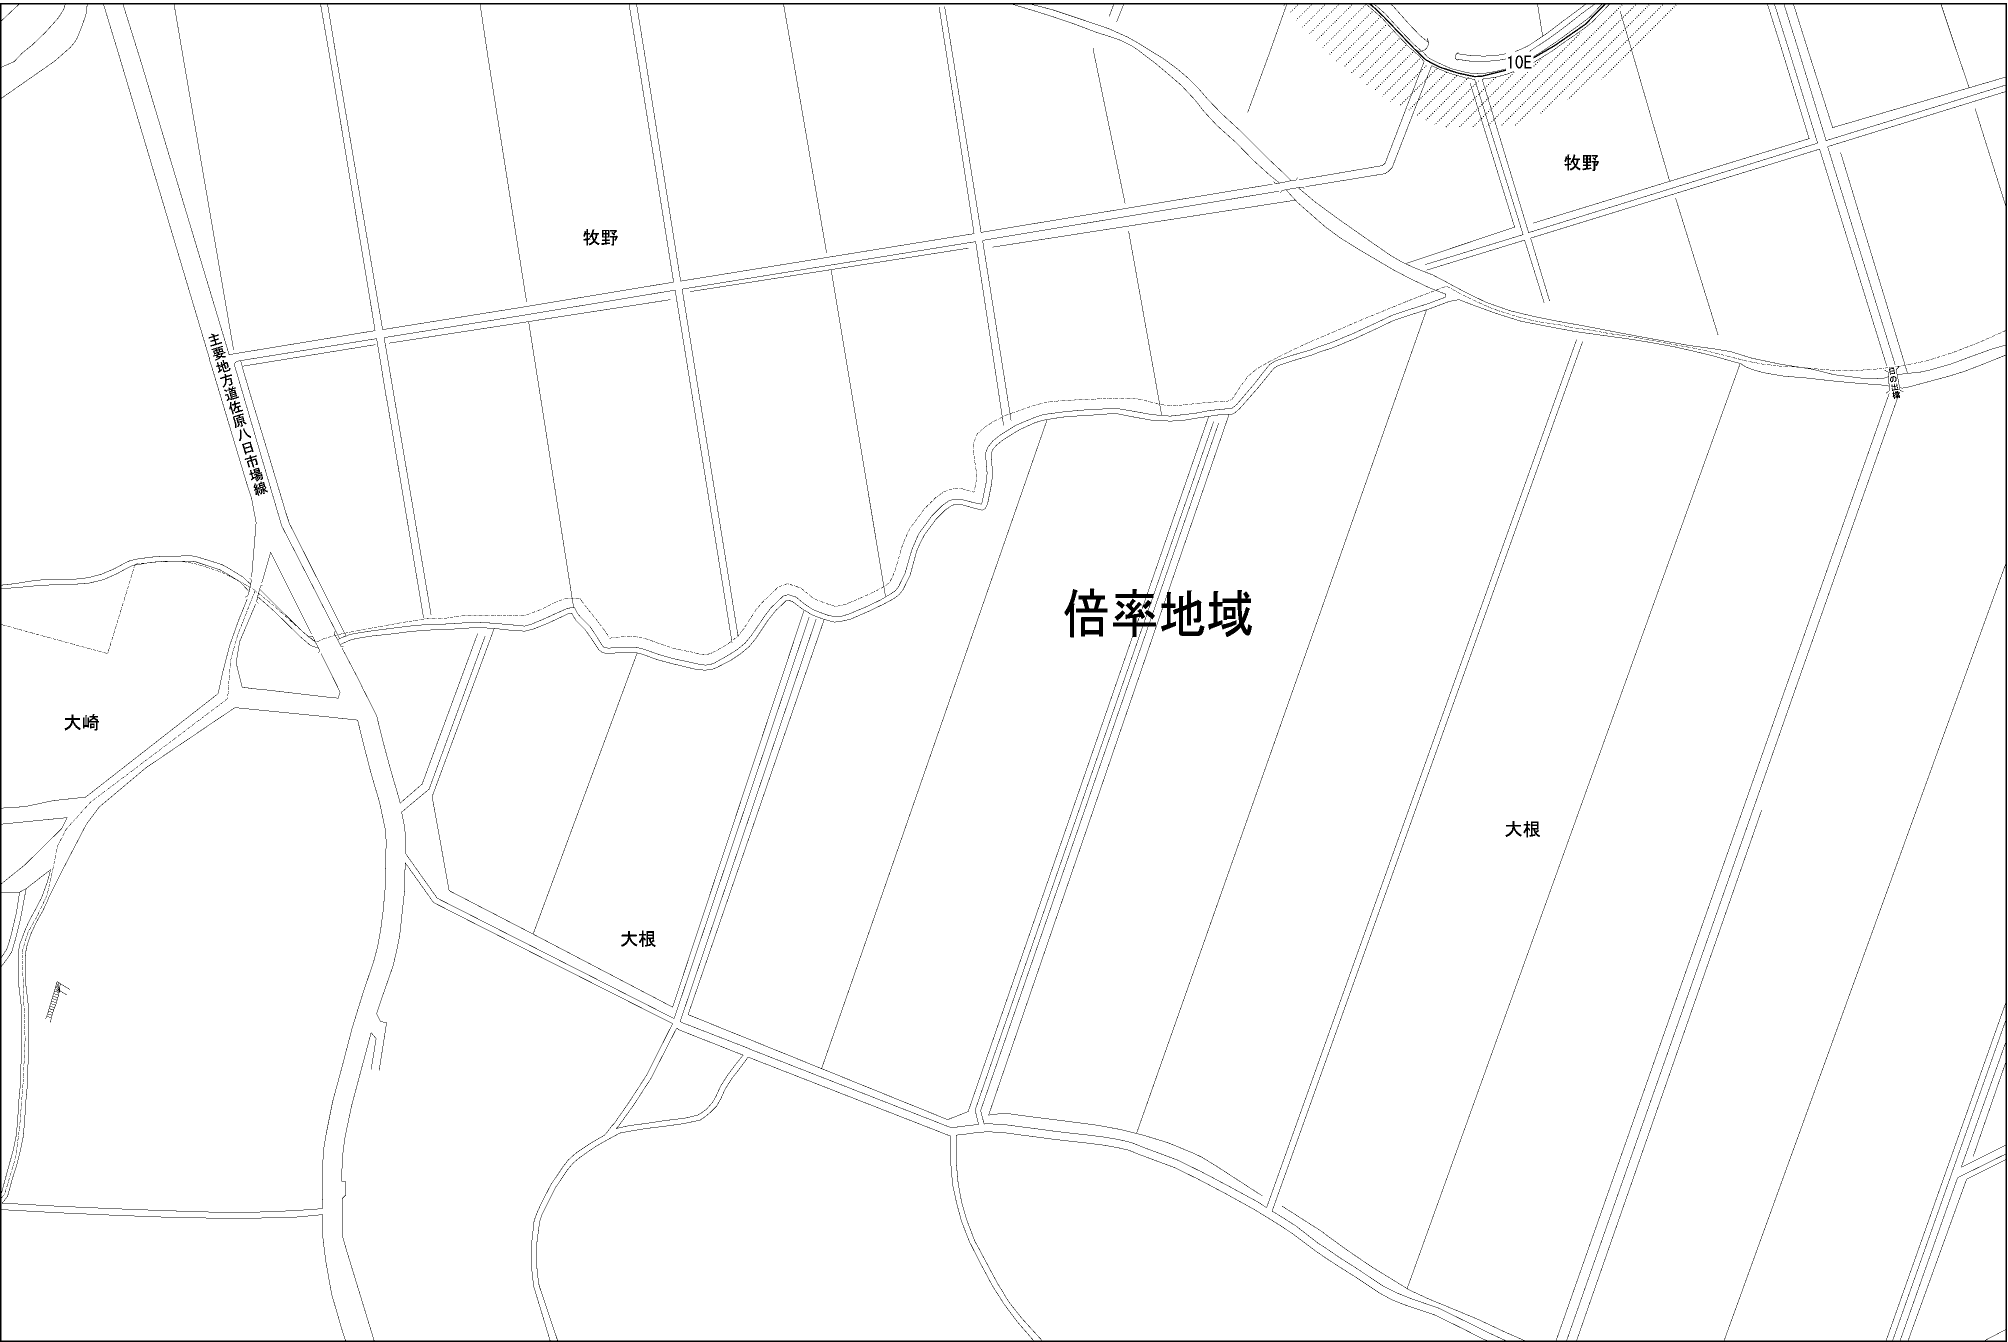 10E
牧野
牧野
主要地方道佐原八日市場線
倍率地域
大崎
大根
大根